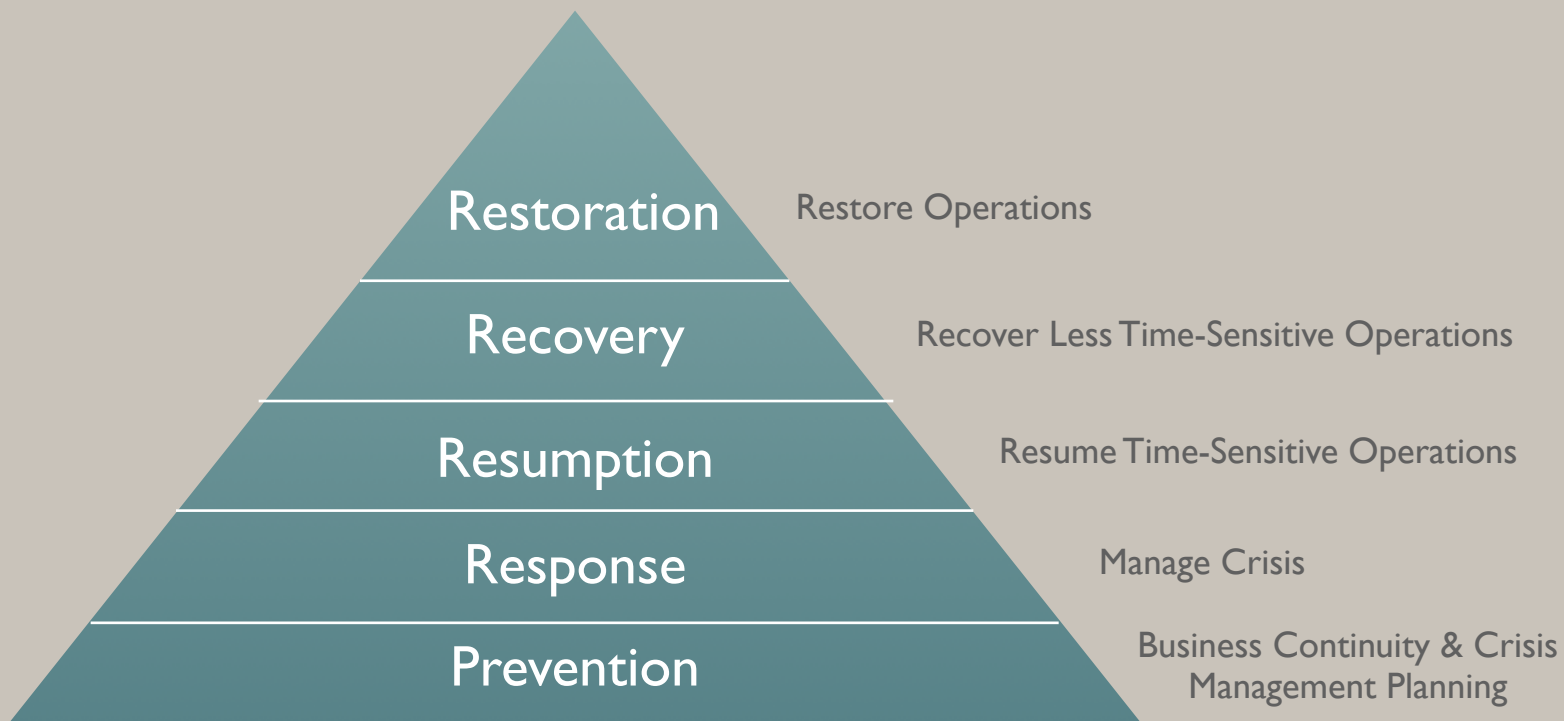 Restoration
Restore Operations
Recovery
Recover Less Time-Sensitive Operations
Resumption
Resume Time-Sensitive Operations
Response
Manage Crisis
Prevention
Business Continuity & Crisis
Management Planning